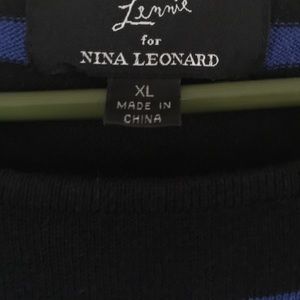 Lennie
for
NINA LEONARD
XL
MADE IN
CHINA